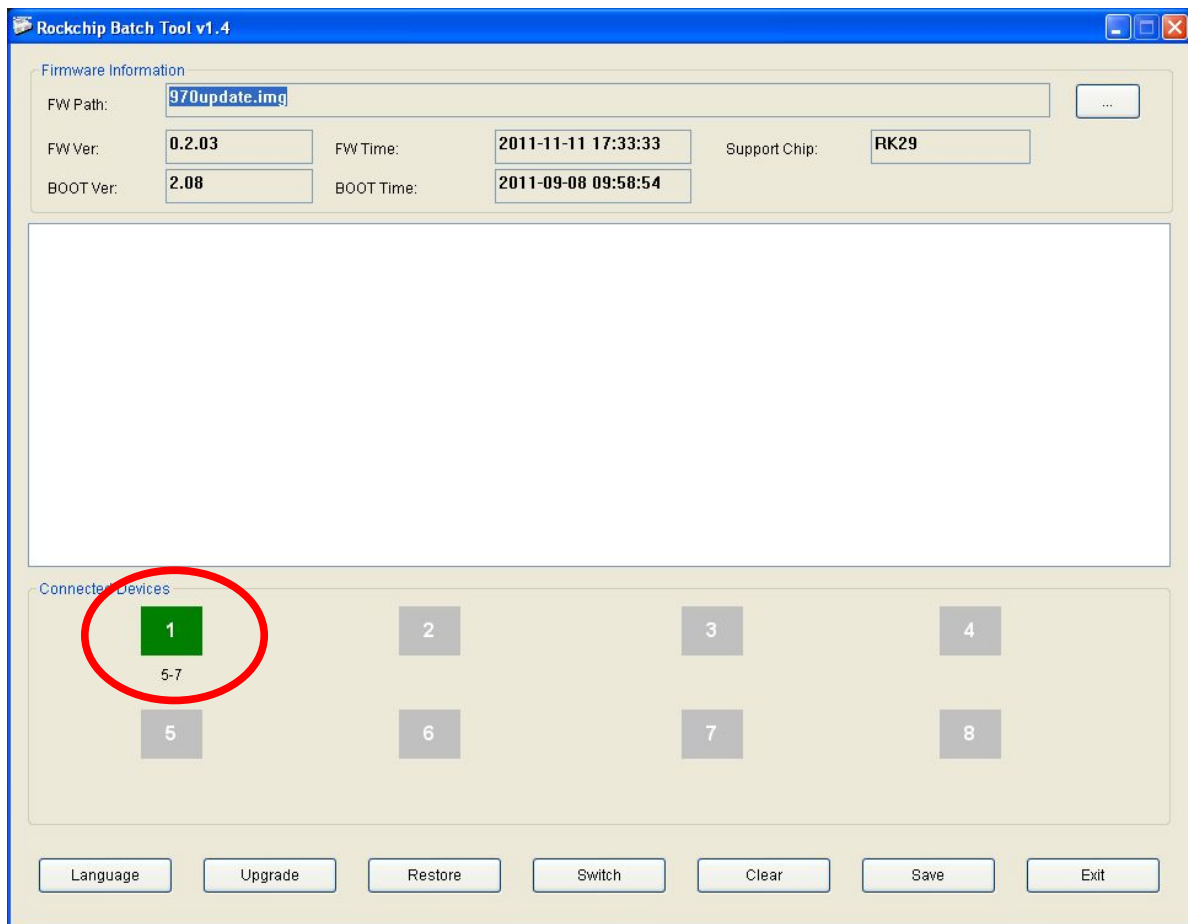 Rockchip Batch Tool v1.4
Firmware Information
FW Path: 970update.img ...
FW Ver: 0.2.03 FW Time: 2011-11-11 17:33:33 Support Chip: RK29
BOOT Ver: 2.08 BOOT Time: 2011-09-08 09:58:54
Connected Devices
1 2 3 4
5-7
5 6 7 8
Language Upgrade Restore Switch Clear Save Exit